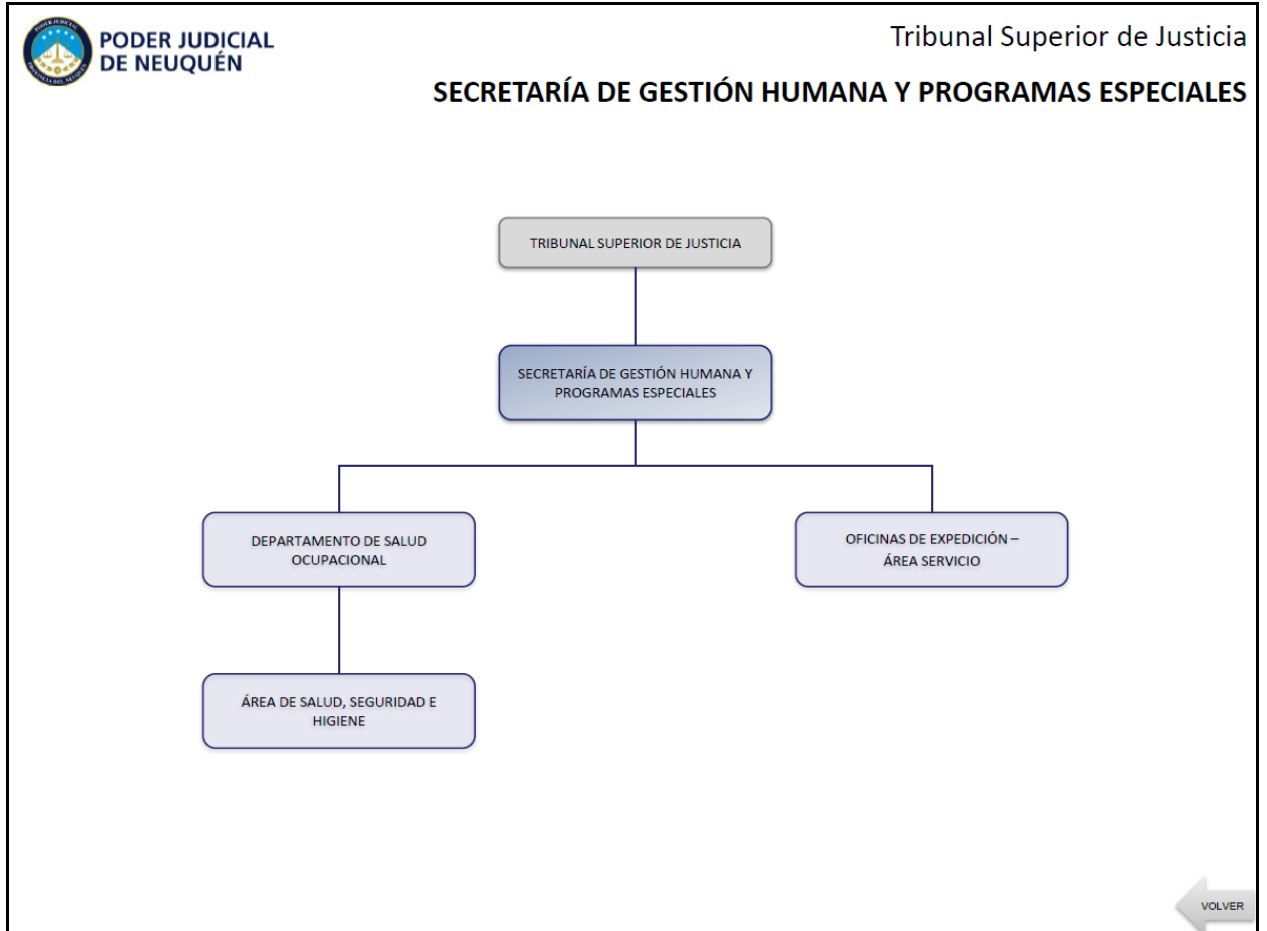 PODER JUDICIAL
DE NEUQUÉN
Tribunal Superior de Justicia
SECRETARÍA DE GESTIÓN HUMANA Y PROGRAMAS ESPECIALES
TRIBUNAL SUPERIOR DE JUSTICIA
SECRETARÍA DE GESTIÓN HUMANA Y
PROGRAMAS ESPECIALES
DEPARTAMENTO DE SALUD
OCUPACIONAL
OFICINAS DE EXPEDICIÓN –
ÁREA SERVICIO
ÁREA DE SALUD, SEGURIDAD E
HIGIENE
VOLVER